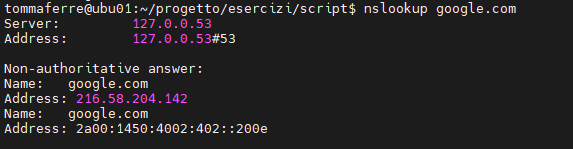 tommaferre@ubu01:~/progetto/esercizi/script$ nslookup google.com
Server:         127.0.0.53
Address:        127.0.0.53#53

Non-authoritative answer:
Name:   google.com
Address: 216.58.204.142
Name:   google.com
Address: 2a00:1450:4002:402::200e